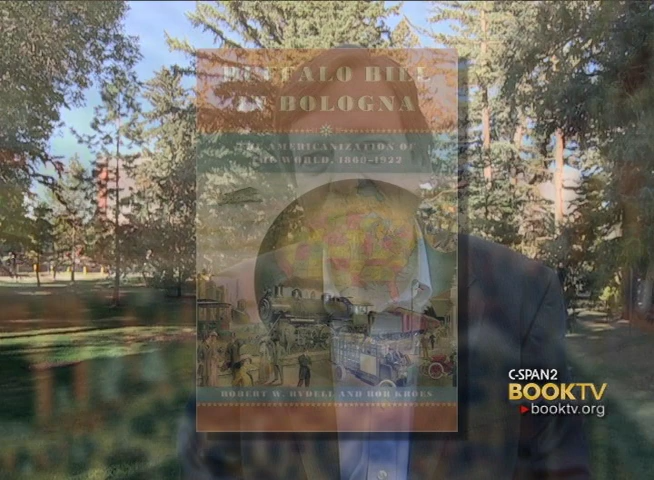 BUFFALO BILL
IN BOLOGNA
THE AMERICANIZATION OF
THE WORLD, 1869–1922
ROBERT W. RYDELL AND ROB KROES
C-SPAN2
BOOKTV
booktv.org